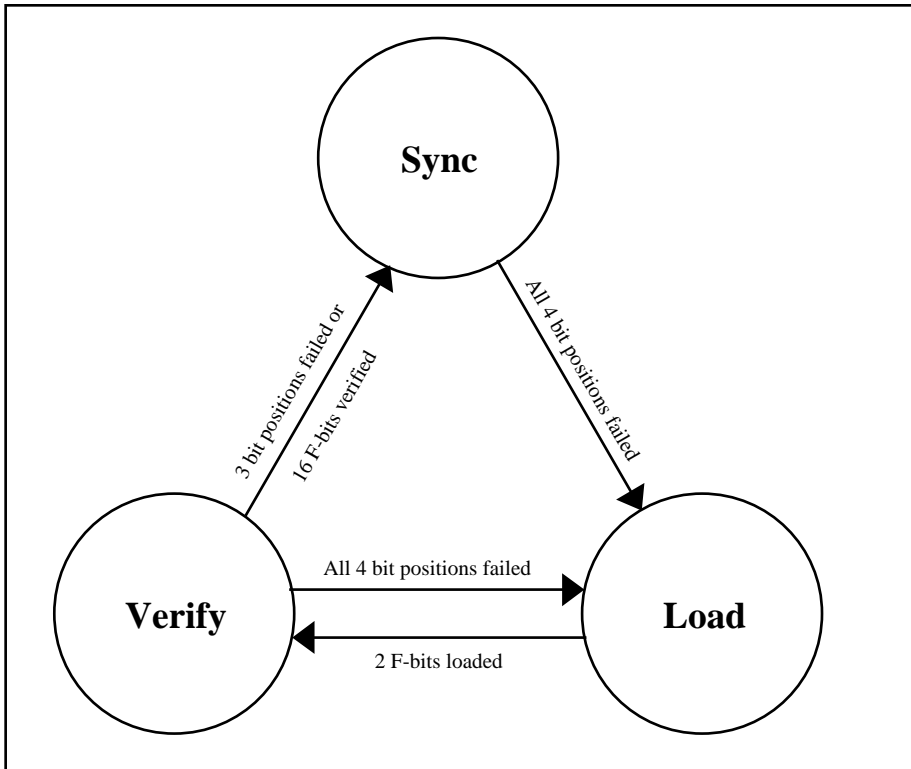 Sync
3 bit positions failed or
16 F-bits verified
All 4 bit positions failed
All 4 bit positions failed
Verify
Load
2 F-bits loaded